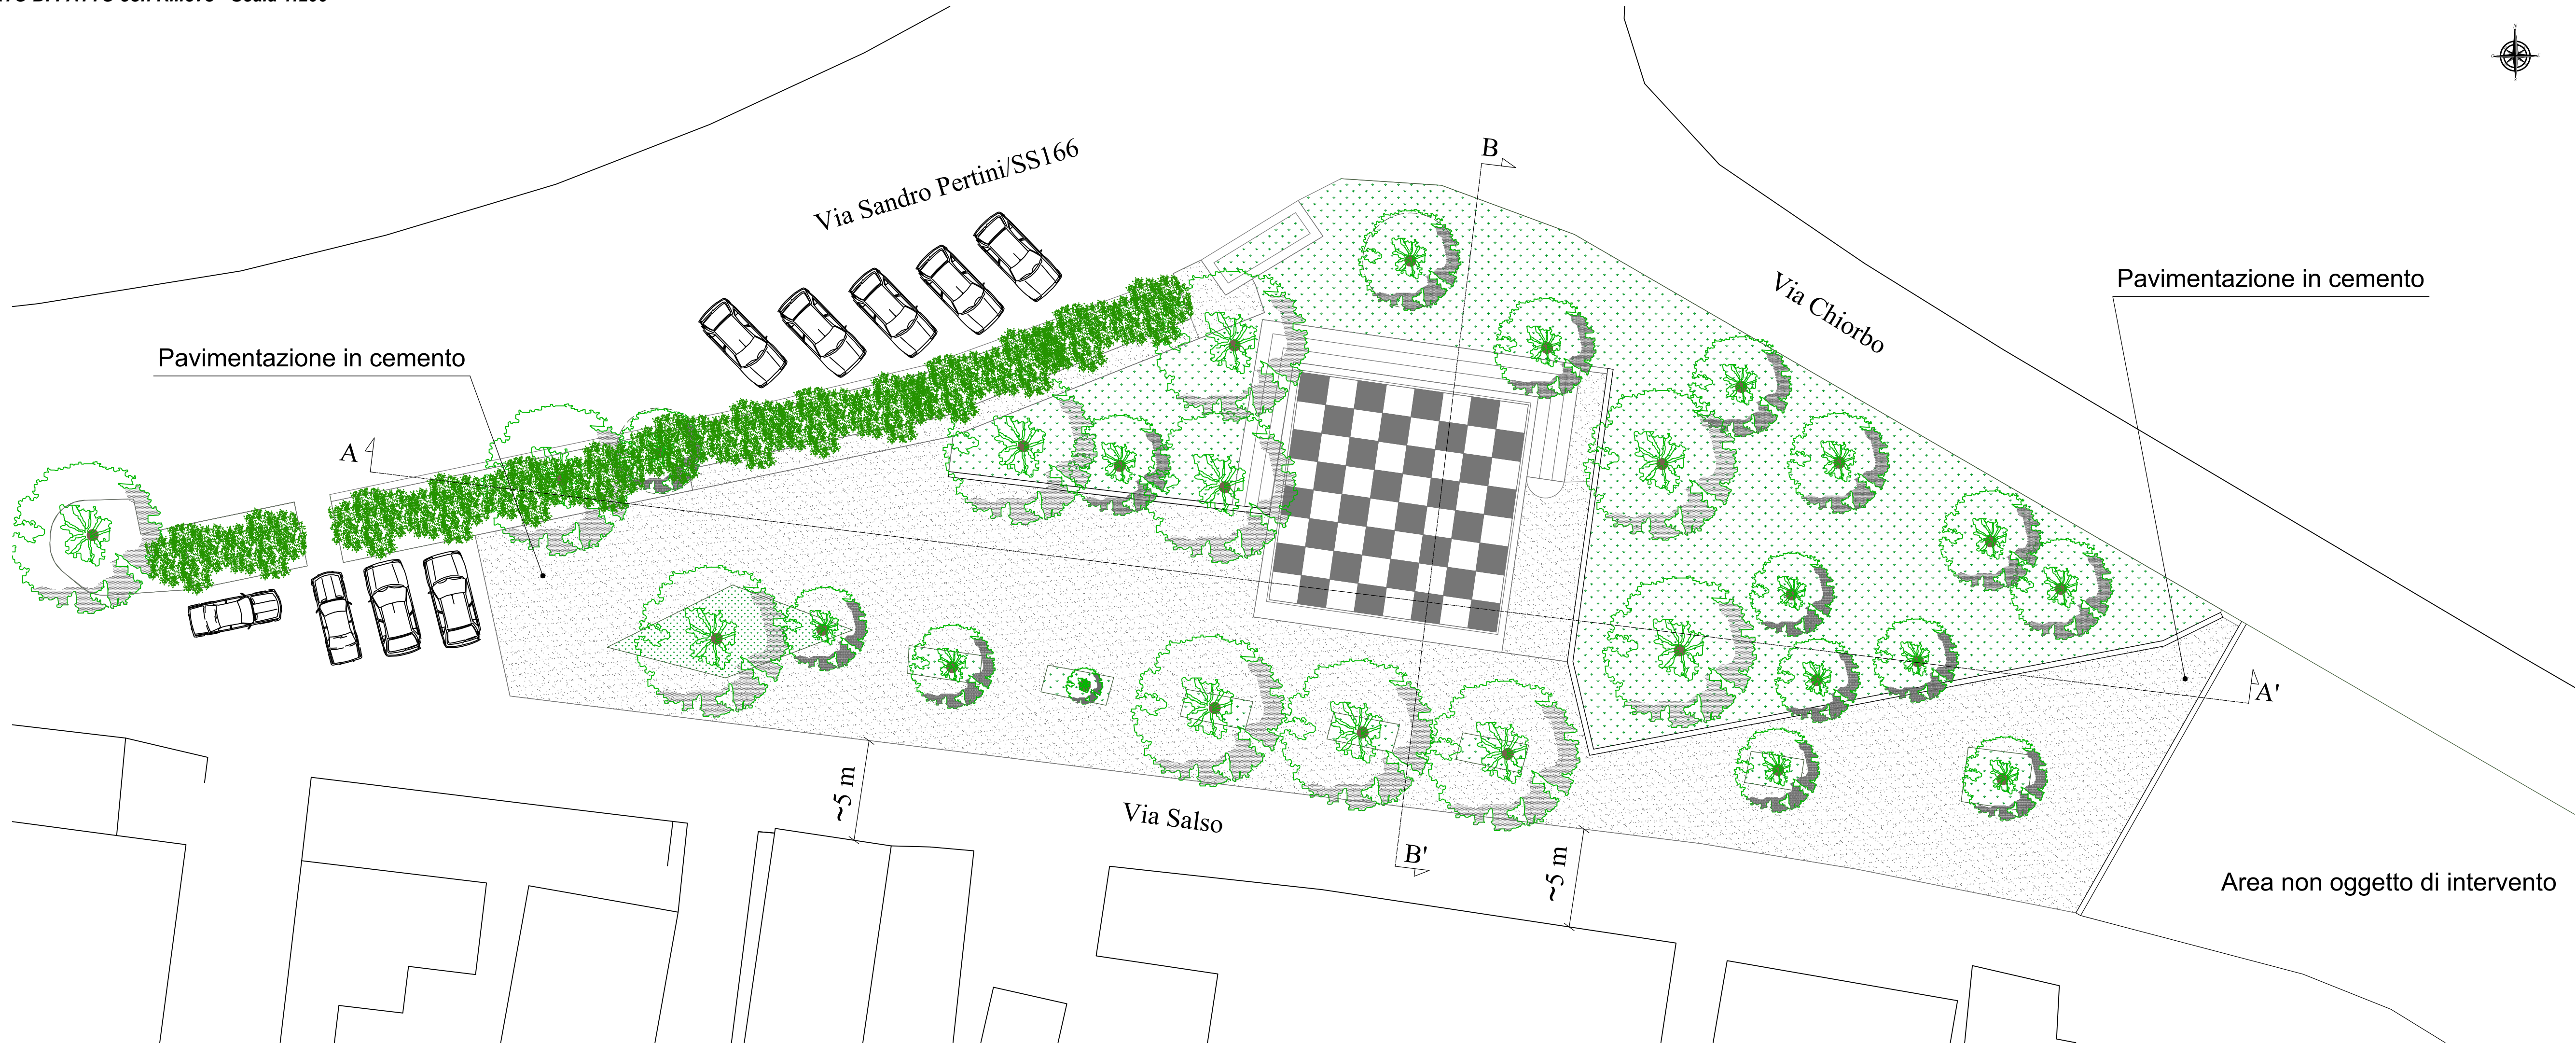 Via Sandro Pertini/SS166
B
Via Chiorbo
Pavimentazione in cemento
Pavimentazione in cemento
A
A'
~5 m
Via Salso
~5 m
B'
Area non oggetto di intervento